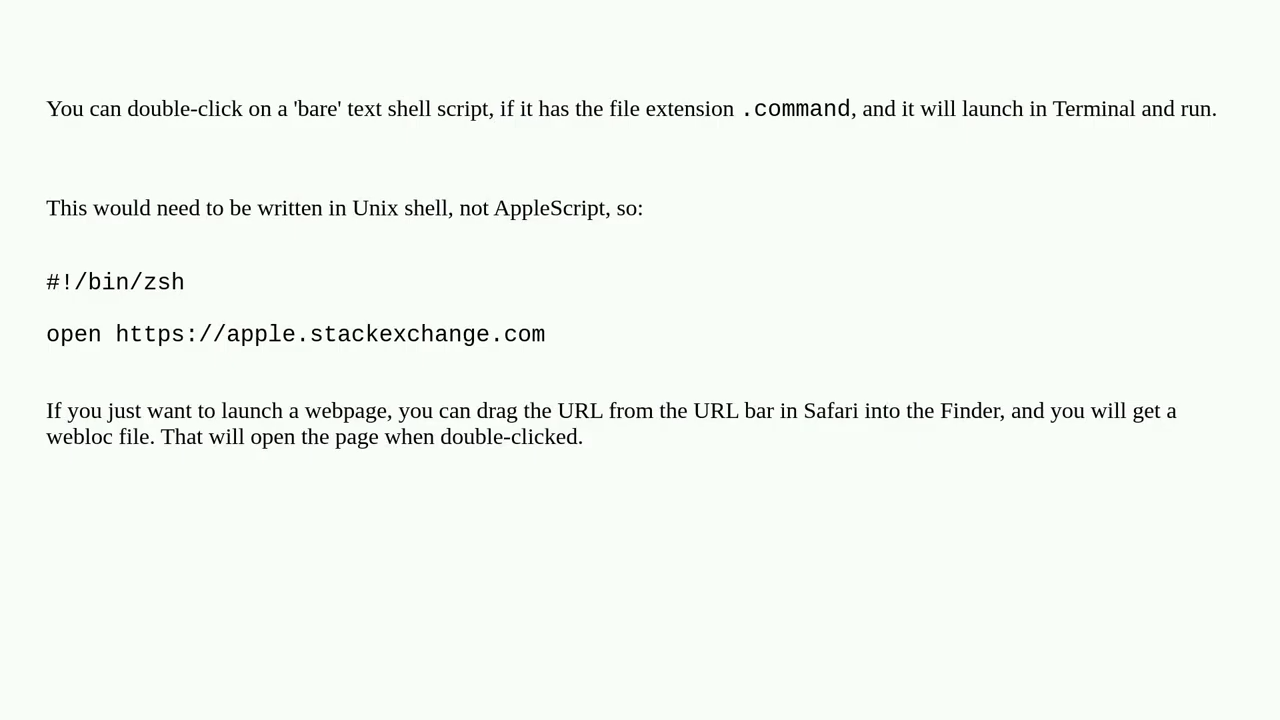 You can double-click on a 'bare' text shell script, if it has the file extension .command, and it will launch in Terminal and run.
This would need to be written in Unix shell, not AppleScript, so:
#!/bin/zsh
open https://apple.stackexchange.com
If you just want to launch a webpage, you can drag the URL from the URL bar in Safari into the Finder, and you will get a
webloc file. That will open the page when double-clicked.